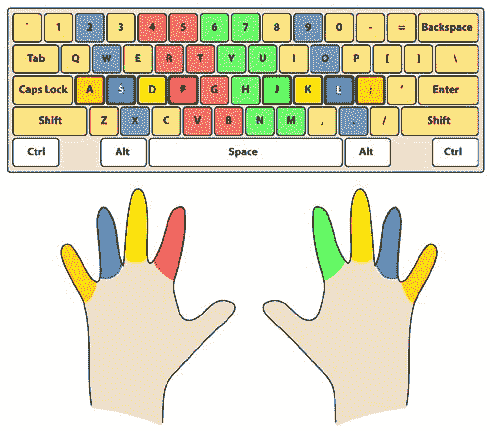 ` 1 2 3 4 5 6 7 8 9 0 - = Backspace
Tab Q W E R T Y U I O P [ ] \
Caps Lock A S D F G H J K L ; ' Enter
Shift Z X C V B N M , . / Shift
Ctrl Alt Space Alt Ctrl